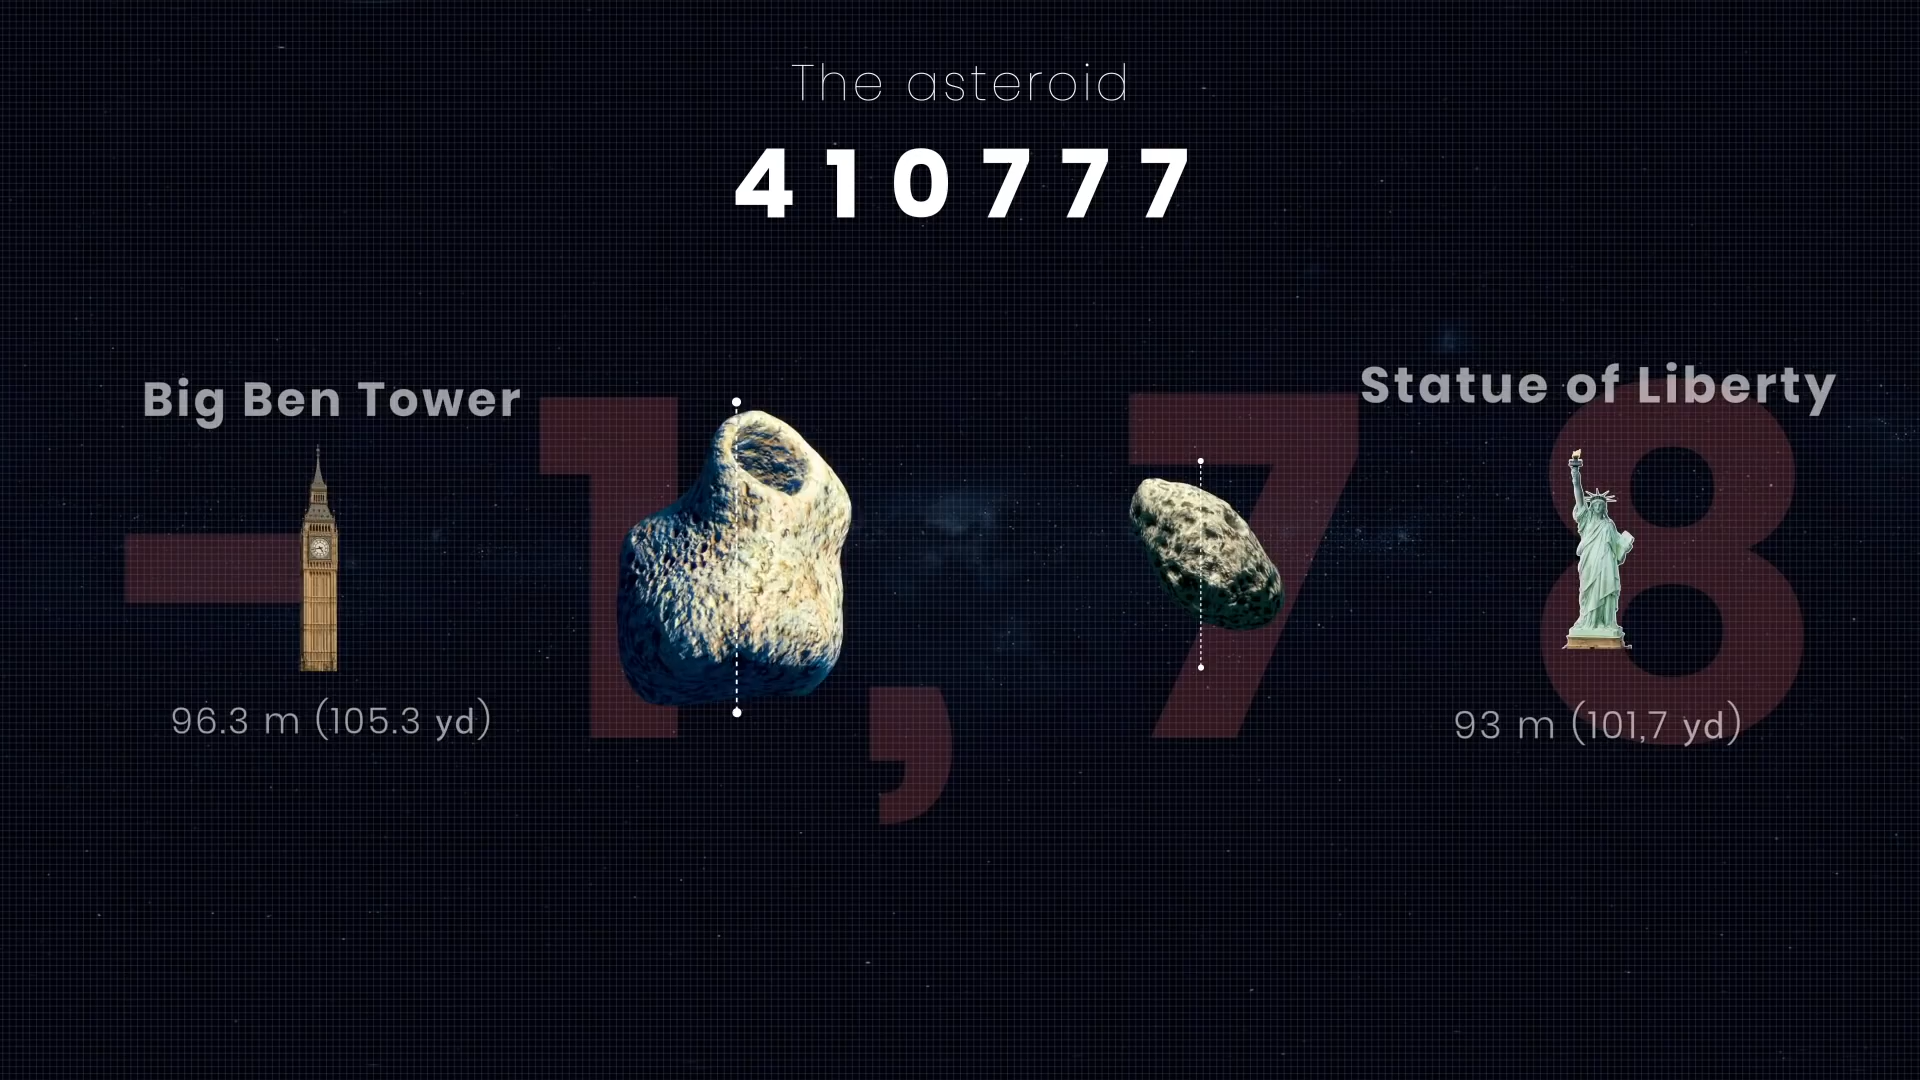 The asteroid
410777
Big Ben Tower
Statue of Liberty
-1,78
96.3 m (105.3 yd)
93 m (101,7 yd)